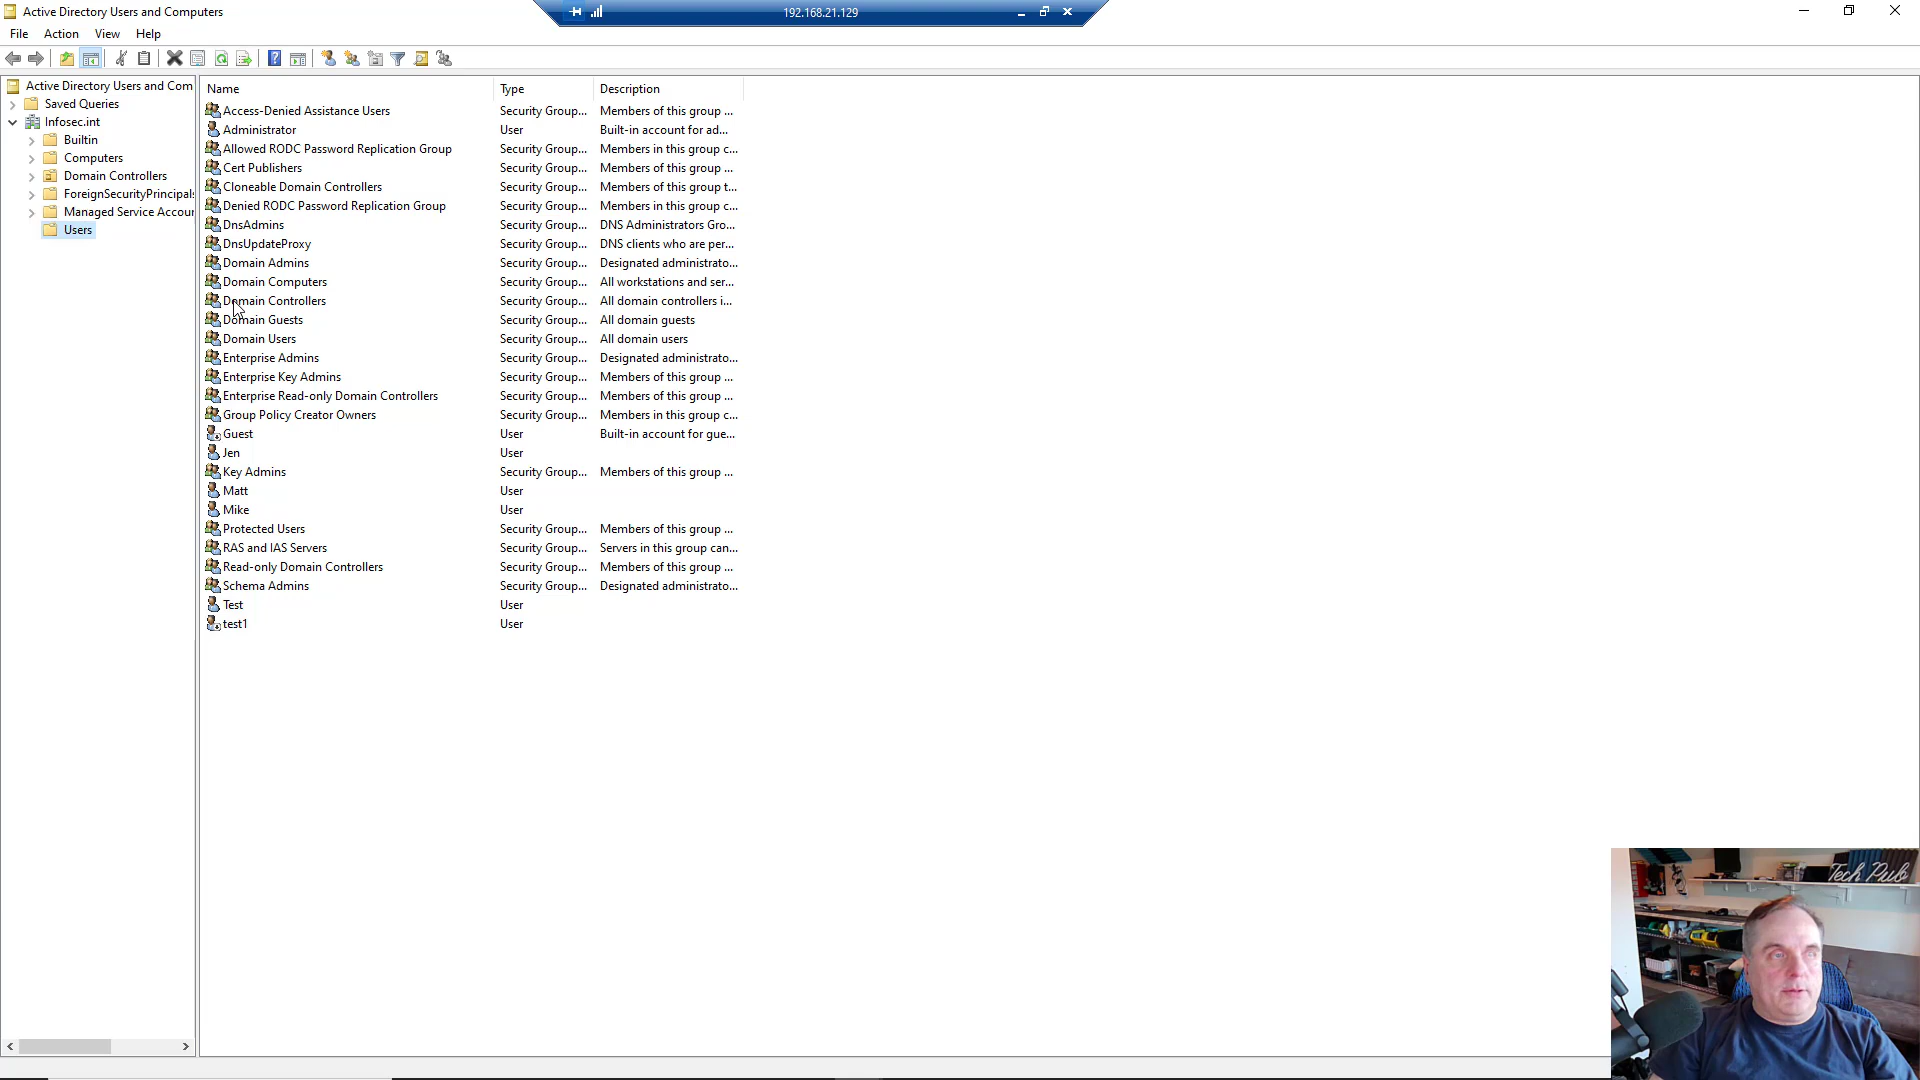 Active Directory Users and Computers
192.168.21.129
File Action View Help
Active Directory Users and Com
Saved Queries
Infosec.int
Builtin
Computers
Domain Controllers
ForeignSecurityPrincipals
Managed Service Accour
Users
Name Type Description
Access-Denied Assistance Users Security Group... Members of this group ...
Administrator User Built-in account for ad...
Allowed RODC Password Replication Group Security Group... Members in this group c...
Cert Publishers Security Group... Members of this group ...
Cloneable Domain Controllers Security Group... Members of this group t...
Denied RODC Password Replication Group Security Group... Members in this group c...
DnsAdmins Security Group... DNS Administrators Gro...
DnsUpdateProxy Security Group... DNS clients who are per...
Domain Admins Security Group... Designated administrato...
Domain Computers Security Group... All workstations and ser...
Domain Controllers Security Group... All domain controllers i...
Domain Guests Security Group... All domain guests
Domain Users Security Group... All domain users
Enterprise Admins Security Group... Designated administrato...
Enterprise Key Admins Security Group... Members of this group ...
Enterprise Read-only Domain Controllers Security Group... Members of this group ...
Group Policy Creator Owners Security Group... Members in this group c...
Guest User Built-in account for gue...
Jen User
Key Admins Security Group... Members of this group ...
Matt User
Mike User
Protected Users Security Group... Members of this group ...
RAS and IAS Servers Security Group... Servers in this group can...
Read-only Domain Controllers Security Group... Members of this group ...
Schema Admins Security Group... Designated administrato...
Test User
test1 User
Tech Pub